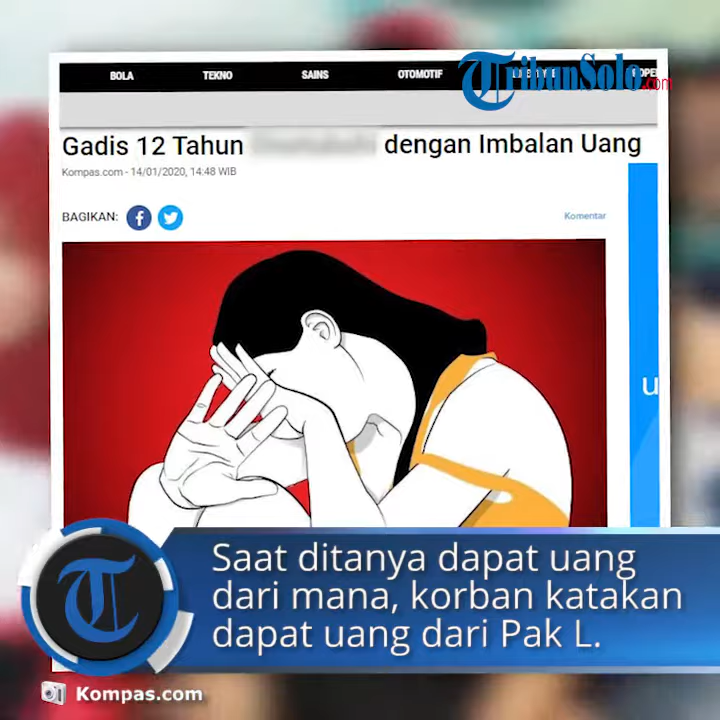 BOLA TEKNO SAINS OTOMOTIF
TribunSolo.com
Gadis 12 Tahun dengan Imbalan Uang
Kompas.com - 14/01/2020, 14:48 WIB
BAGIKAN:
Komentar
u
Saat ditanya dapat uang
dari mana, korban katakan
dapat uang dari Pak L.
Kompas.com